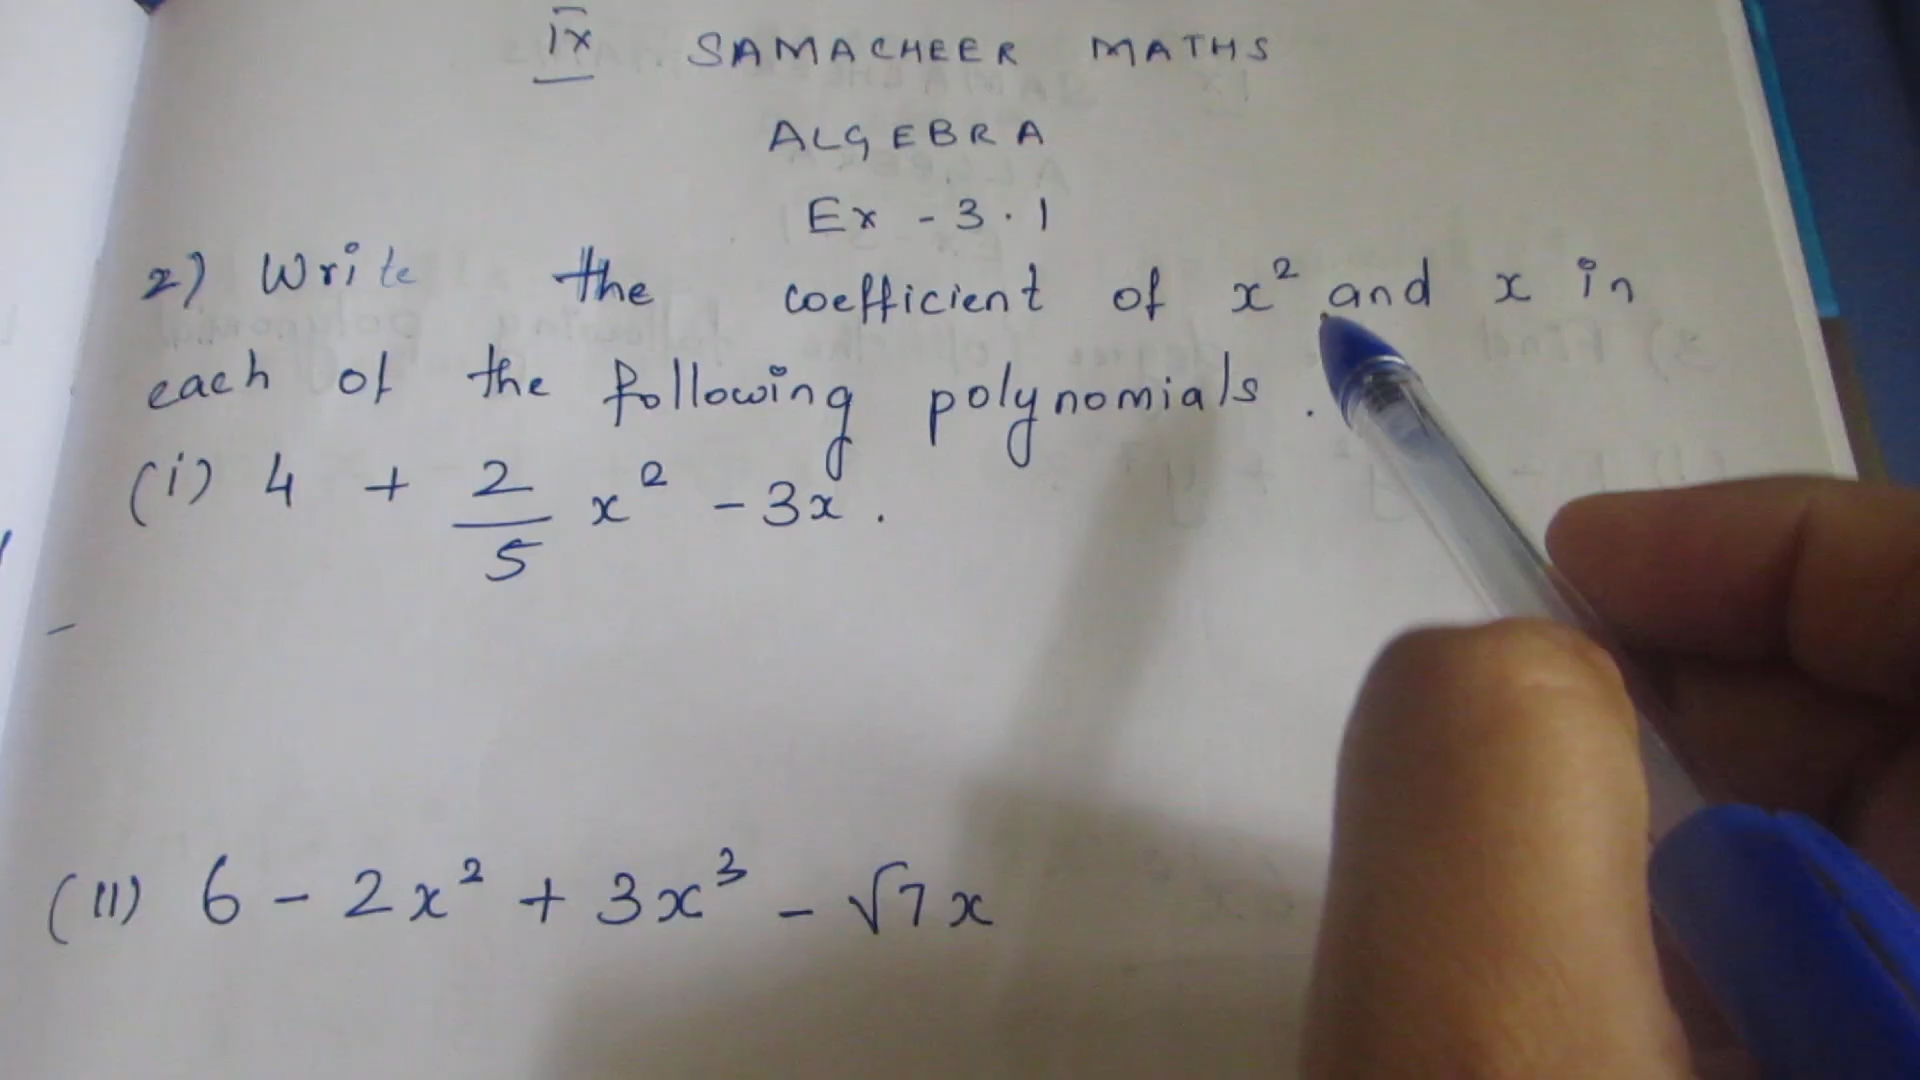 IX SAMACHEER MATHS
ALGEBRA
Ex - 3.1
2) Write the coefficient of x² and x in
each of the following polynomials.
(i) 4 + 2/5 x² - 3x.
(II) 6 - 2x² + 3x³ - √7x